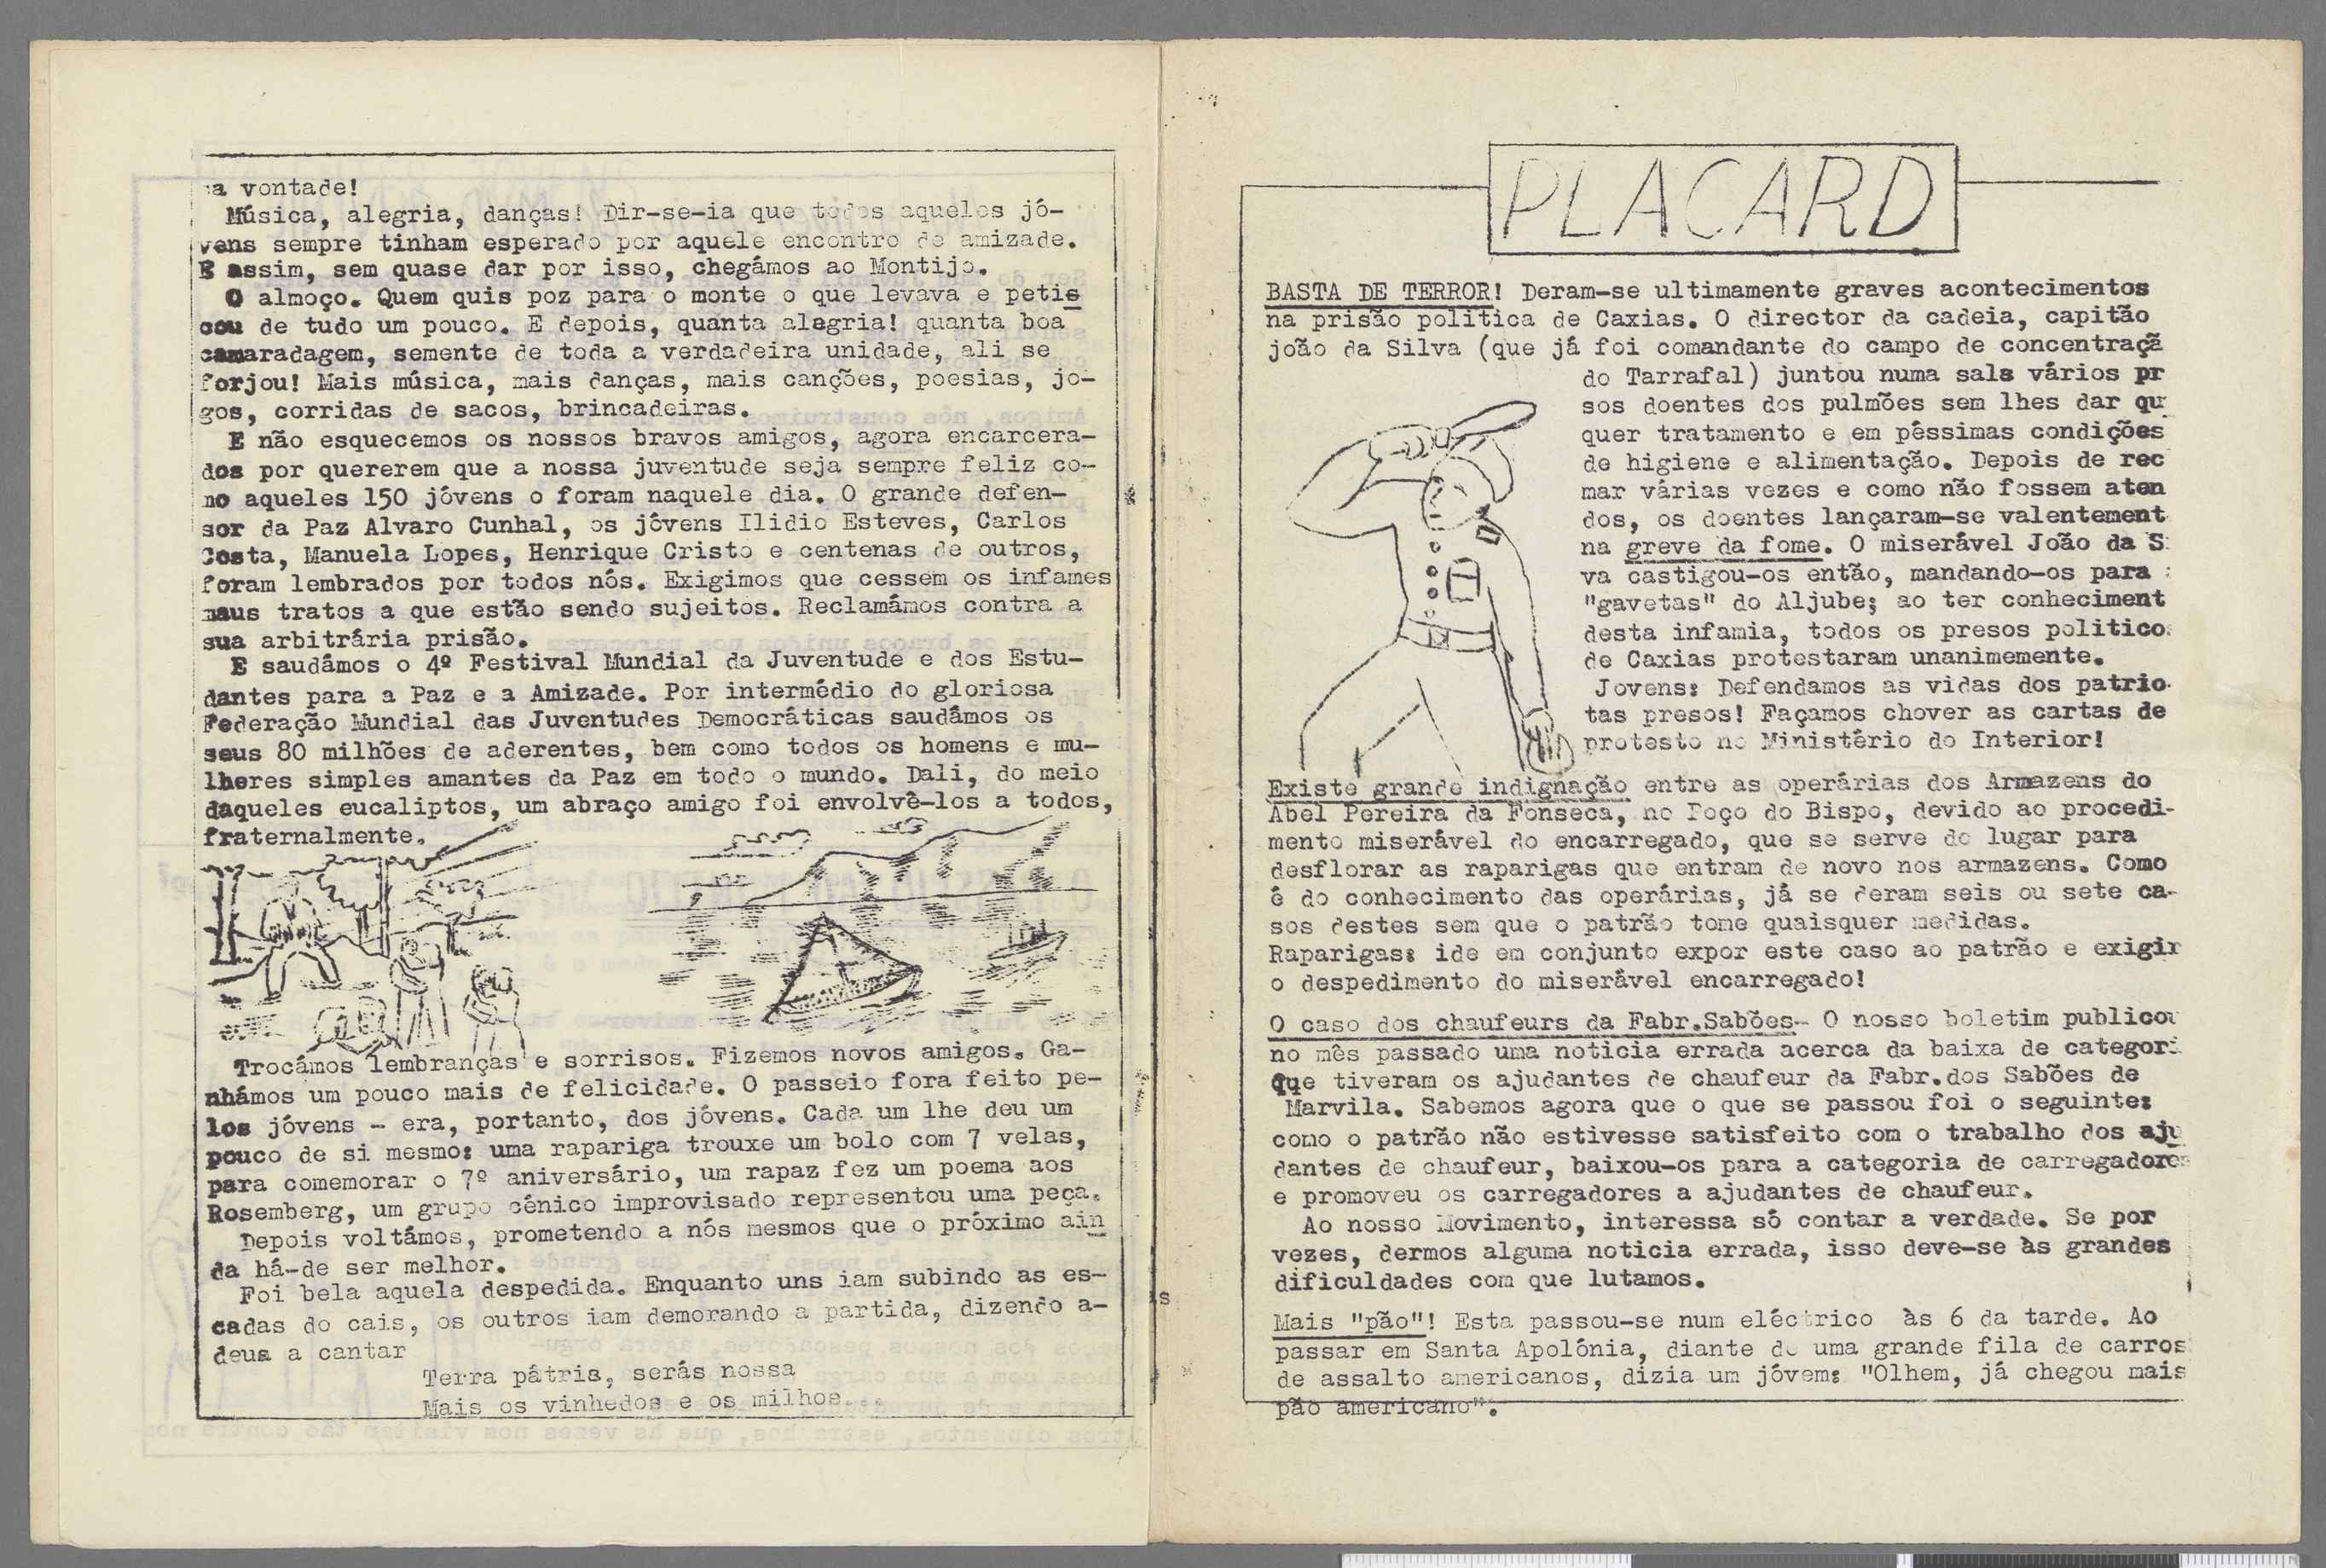 a vontade!
Música, alegria, danças! Dir-se-ia que todos aqueles jó-
vens sempre tinham esperado por aquele encontro de amizade.
E assim, sem quase dar por isso, chegámos ao Montijo.
O almoço. Quem quis poz para o monte o que levava e petis
cou de tudo um pouco. E depois, quanta alegria! quanta boa
camaradagem, semente de toda a verdadeira unidade, ali se
forjou! Mais música, mais danças, mais canções, poesias, jo-
gos, corridas de sacos, brincadeiras.
E não esquecemos os nossos bravos amigos, agora encarcera-
dos por quererem que a nossa juventude seja sempre feliz co-
mo aqueles 150 jóvens o foram naquele dia. O grande defen-
sor da Paz Alvaro Cunhal, os jóvens Ilidio Esteves, Carlos
Costa, Manuela Lopes, Henrique Cristo e centenas de outros,
foram lembrados por todos nós. Exigimos que cessem os infames
maus tratos a que estão sendo sujeitos. Reclamámos contra a
sua arbitrária prisão.
E saudámos o 4º Festival Mundial da Juventude e dos Estu-
dantes para a Paz e a Amizade. Por intermédio do gloriosa
Federação Mundial das Juventudes Democráticas saudámos os
seus 80 milhões de aderentes, bem como todos os homens e mu-
lheres simples amantes da Paz em todo o mundo. Dali, do meio
daqueles eucaliptos, um abraço amigo foi envolvê-los a todos,
fraternalmente.
Trocámos lembranças e sorrisos. Fizemos novos amigos. Ga-
nhámos um pouco mais de felicidade. O passeio fora feito pe-
los jóvens - era, portanto, dos jóvens. Cada um lhe deu um
pouco de si mesmo: uma rapariga trouxe um bolo com 7 velas,
para comemorar o 7º aniversário, um rapaz fez um poema aos
Rosemberg, um grupo cénico improvisado representou uma peça.
Depois voltámos, prometendo a nós mesmos que o próximo ain
da há-de ser melhor.
Foi bela aquela despedida. Enquanto uns iam subindo as es-
cadas do cais, os outros iam demorando a partida, dizendo a-
deus a cantar
Terra pátria, serás nossa
Mais os vinhedos e os milhos...
PLACARD
BASTA DE TERROR! Deram-se ultimamente graves acontecimentos
na prisão politica de Caxias. O director da cadeia, capitão
joão da Silva (que já foi comandante do campo de concentraçã
do Tarrafal) juntou numa sala vários pr
sos doentes dos pulmões sem lhes dar qu
quer tratamento e em péssimas condições
de higiene e alimentação. Depois de rec
mar várias vezes e como não fossem aten
dos, os doentes lançaram-se valentement
na greve da fome. O miserável João da S
va castigou-os então, mandando-os para
"gavetas" do Aljube; ao ter conheciment
desta infamia, todos os presos politico
de Caxias protestaram unanimemente.
Jovens: Defendamos as vidas dos patrio-
tas presos! Façamos chover as cartas de
protesto no Ministério do Interior!
Existe grande indignação entre as operárias dos Armazens do
Abel Pereira da Fonseca, no Poço do Bispo, devido ao procedi-
mento miserável do encarregado, que se serve do lugar para
desflorar as raparigas que entram de novo nos armazens. Como
é do conhecimento das operárias, já se deram seis ou sete ca-
sos destes sem que o patrão tome quaisquer medidas.
Raparigas: ide em conjunto expor este caso ao patrão e exigir
o despedimento do miserável encarregado!
O caso dos chaufeurs da Fabr.Sabões- O nosso boletim publicou
no mês passado uma noticia errada acerca da baixa de categori
que tiveram os ajudantes de chaufeur da Fabr.dos Sabões de
Marvila. Sabemos agora que o que se passou foi o seguinte:
como o patrão não estivesse satisfeito com o trabalho dos aju
dantes de chaufeur, baixou-os para a categoria de carregadores
e promoveu os carregadores a ajudantes de chaufeur.
Ao nosso Movimento, interessa só contar a verdade. Se por
vezes, dermos alguma noticia errada, isso deve-se às grandes
dificuldades com que lutamos.
Mais "pão"! Esta passou-se num eléctrico às 6 da tarde. Ao
passar em Santa Apolónia, diante de uma grande fila de carros
de assalto americanos, dizia um jóvem: "Olhem, já chegou mais
pão americano".